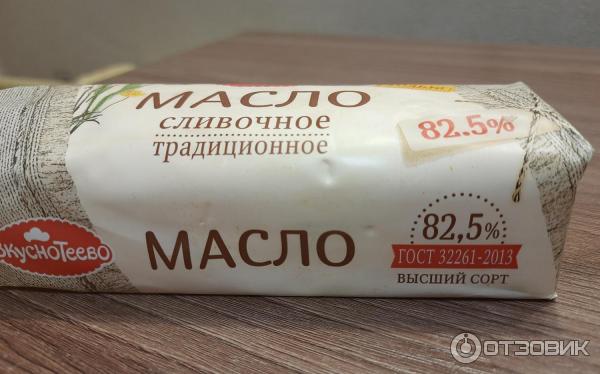 МАСЛО
сливочное
традиционное
82.5%
ВКУСНОТЕЕВО
МАСЛО
82,5%
ГОСТ 32261-2013
ВЫСШИЙ СОРТ
ОТЗОВИК